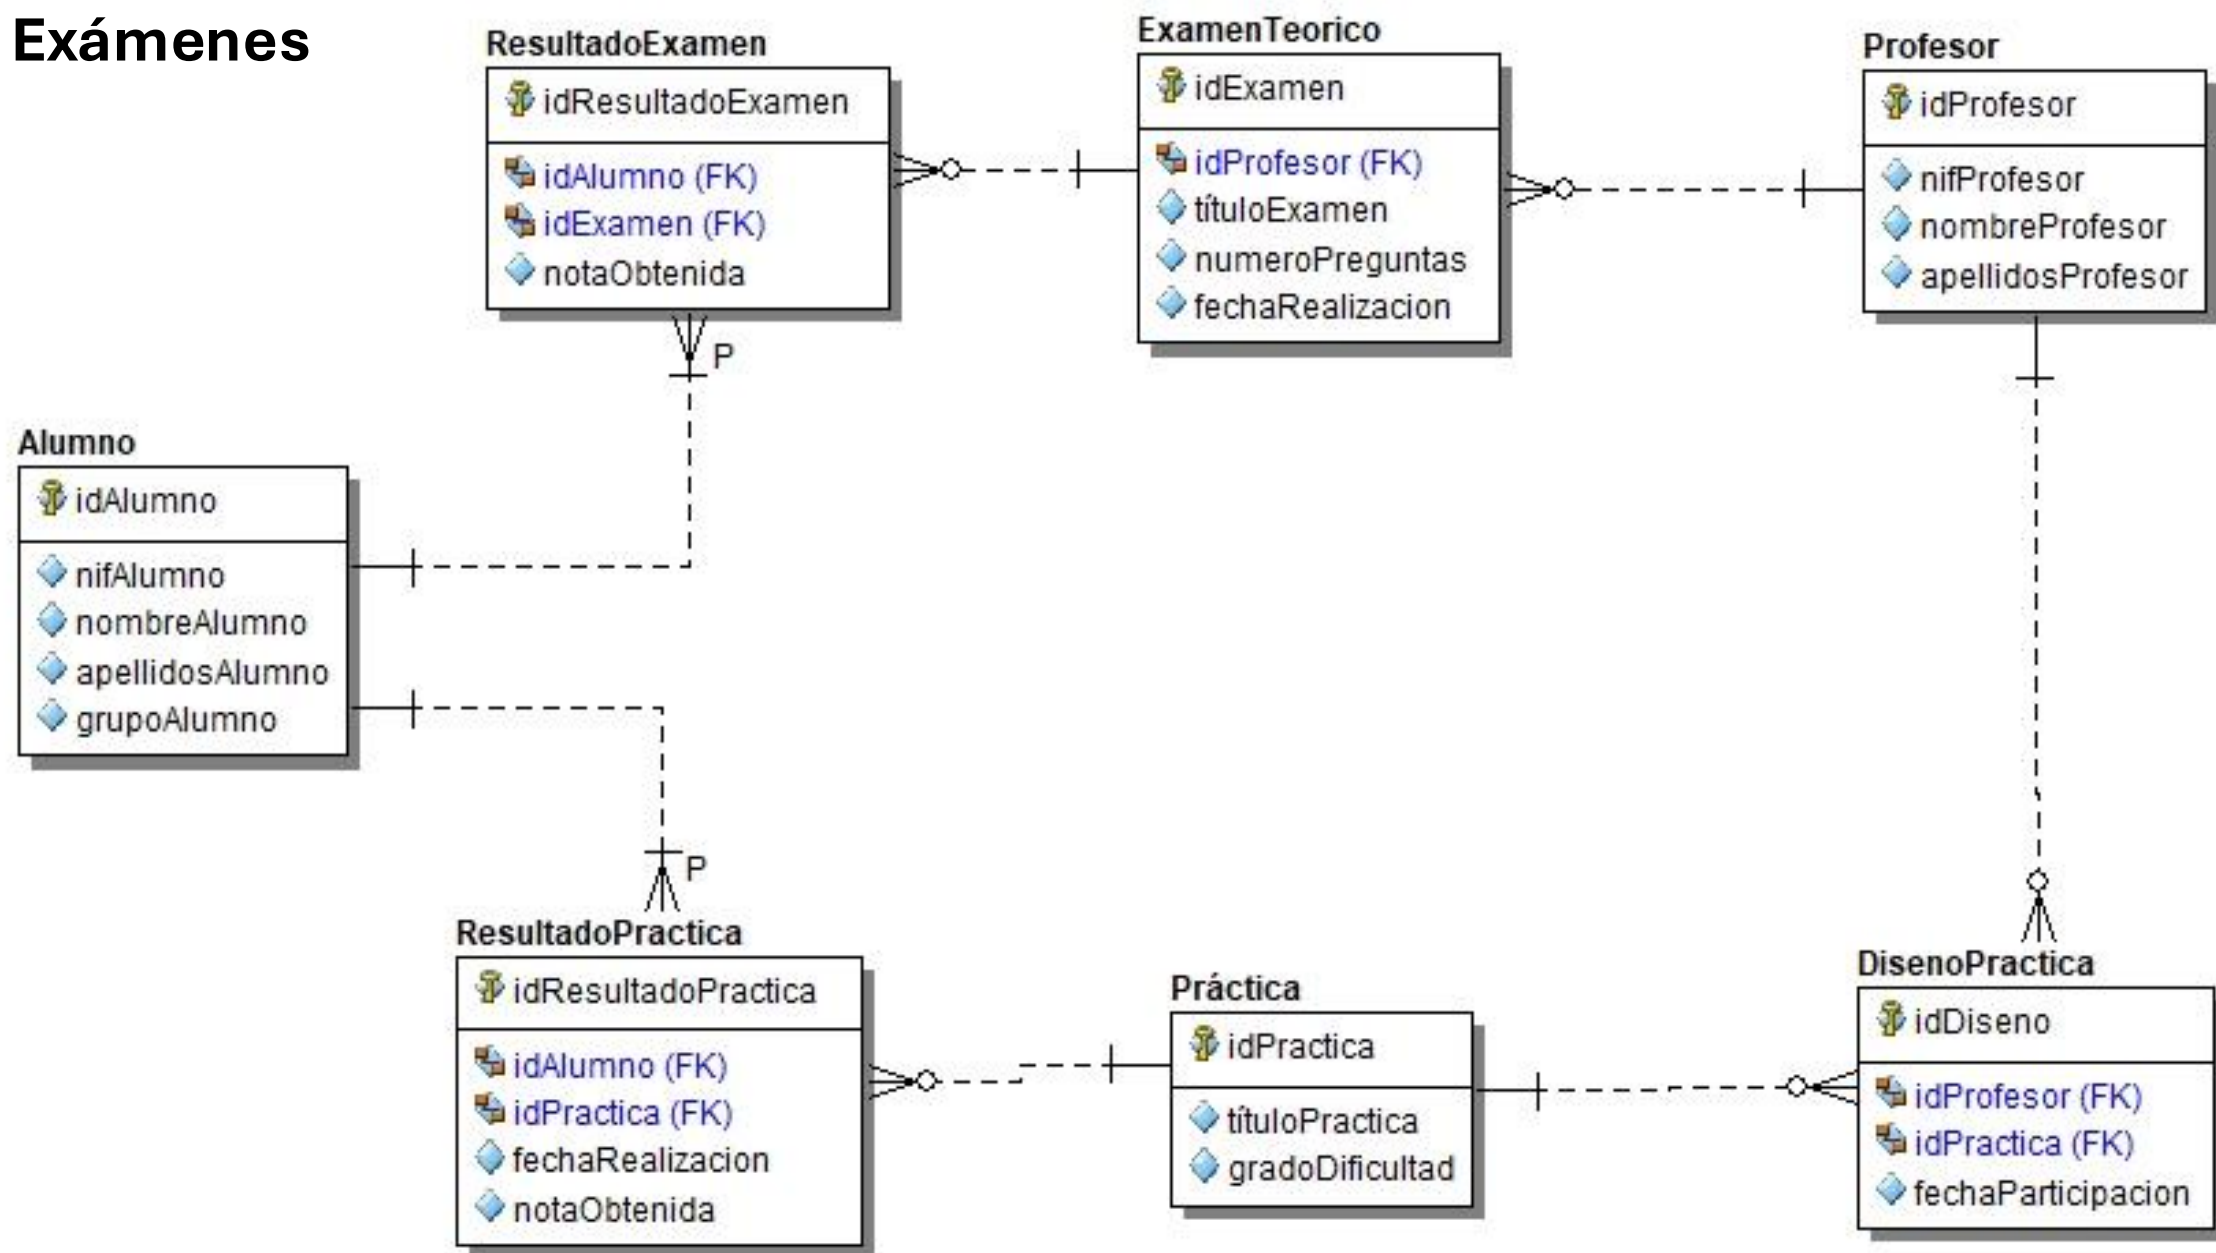 Exámenes
ResultadoExamen
idResultadoExamen
idAlumno (FK)
idExamen (FK)
notaObtenida
ExamenTeorico
idExamen
idProfesor (FK)
títuloExamen
numeroPreguntas
fechaRealizacion
Profesor
idProfesor
nifProfesor
nombreProfesor
apellidosProfesor
P
Alumno
idAlumno
nifAlumno
nombreAlumno
apellidosAlumno
grupoAlumno
P
ResultadoPractica
idResultadoPractica
idAlumno (FK)
idPractica (FK)
fechaRealizacion
notaObtenida
Práctica
idPractica
títuloPractica
gradoDificultad
DisenoPractica
idDiseno
idProfesor (FK)
idPractica (FK)
fechaParticipacion